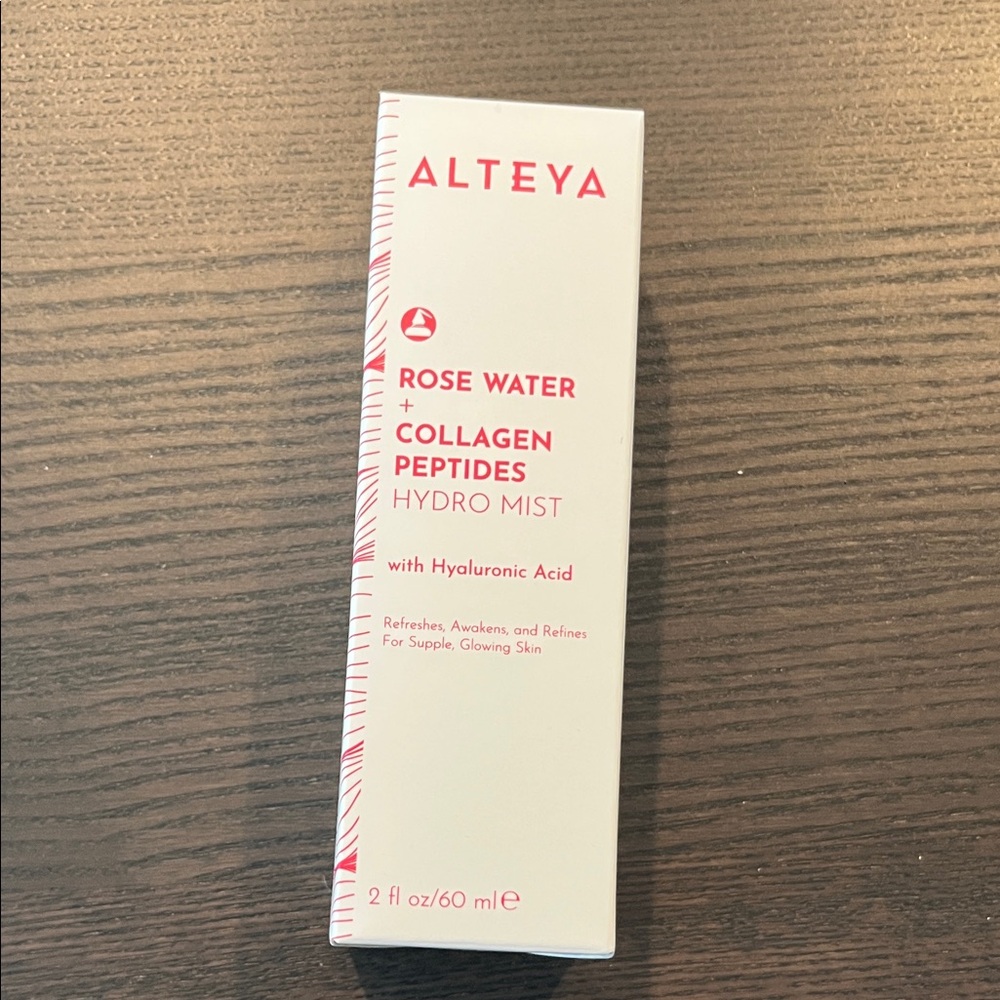 ALTEYA
ROSE WATER
+
COLLAGEN
PEPTIDES
HYDRO MIST
with Hyaluronic Acid
Refreshes, Awakens, and Refines
For Supple, Glowing Skin
2 fl oz/60 ml ℮